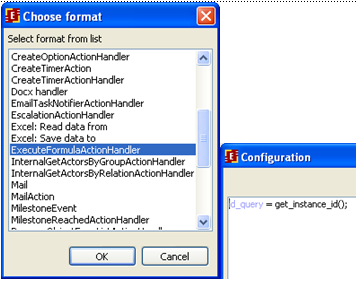 Choose format
Select format from list
CreateOptionActionHandler
CreateTimerAction
CreateTimerActionHandler
Docx handler
EmailTaskNotifierActionHandler
EscalationActionHandler
Excel: Read data from
Excel: Save data to
ExecuteFormulaActionHandler
InternalGetActorsByGroupActionHandler
InternalGetActorsByRelationActionHandler
Mail
MailAction
MilestoneEvent
MilestoneReachedActionHandler
OK
Cancel
Configuration
d_query = get_instance_id();